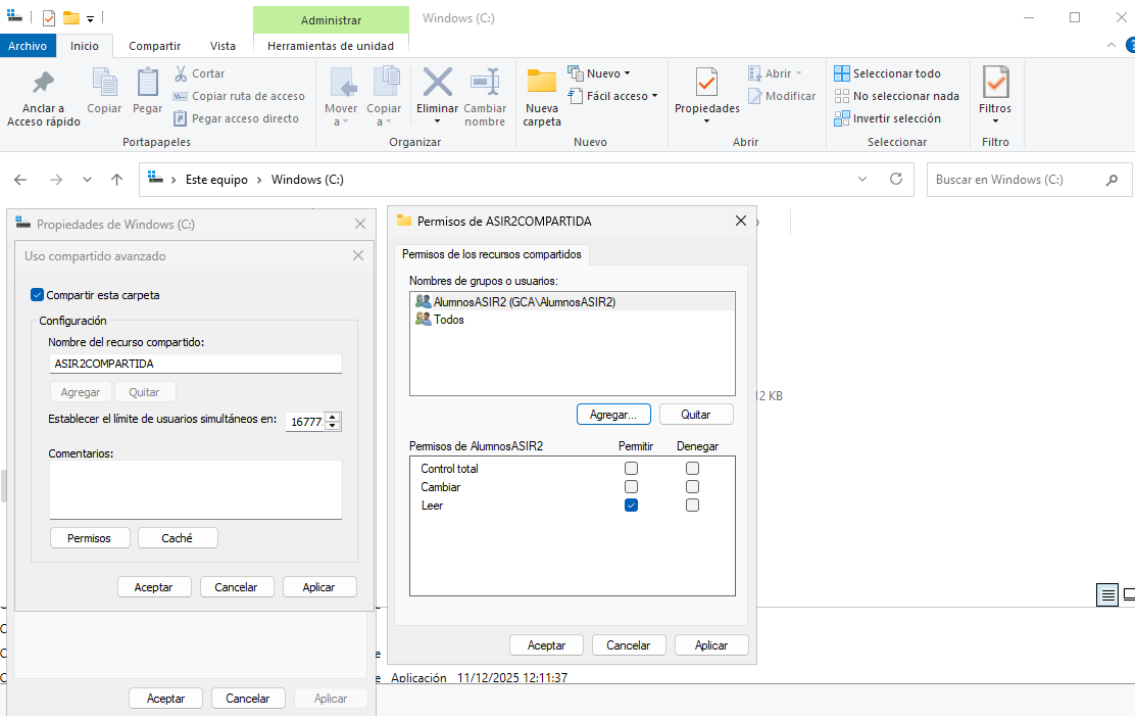 Administrar
Windows (C:)
Archivo
Inicio
Compartir
Vista
Herramientas de unidad
Anclar a
Acceso rápido
Copiar
Pegar
Cortar
Copiar ruta de acceso
Pegar acceso directo
Portapapeles
Mover
a
Copiar
a
Eliminar
Cambiar
nombre
Organizar
Nueva
carpeta
Nuevo
Fácil acceso
Nuevo
Propiedades
Abrir
Modificar
Abrir
Seleccionar todo
No seleccionar nada
Invertir selección
Seleccionar
Filtros
Filtro
Este equipo > Windows (C:)
Buscar en Windows (C:)
Propiedades de Windows (C:)
Uso compartido avanzado
Compartir esta carpeta
Configuración
Nombre del recurso compartido:
ASIR2COMPARTIDA
Agregar
Quitar
Establecer el límite de usuarios simultáneos en:
16777
Comentarios:
Permisos
Caché
Aceptar
Cancelar
Aplicar
Aceptar
Cancelar
Aplicar
Permisos de ASIR2COMPARTIDA
Permisos de los recursos compartidos
Nombres de grupos o usuarios:
AlumnosASIR2 (GCA\AlumnosASIR2)
Todos
Agregar...
Quitar
Permisos de AlumnosASIR2
Permitir
Denegar
Control total
Cambiar
Leer
Aceptar
Cancelar
Aplicar
2 KB
Aplicación 11/12/2025 12:11:37